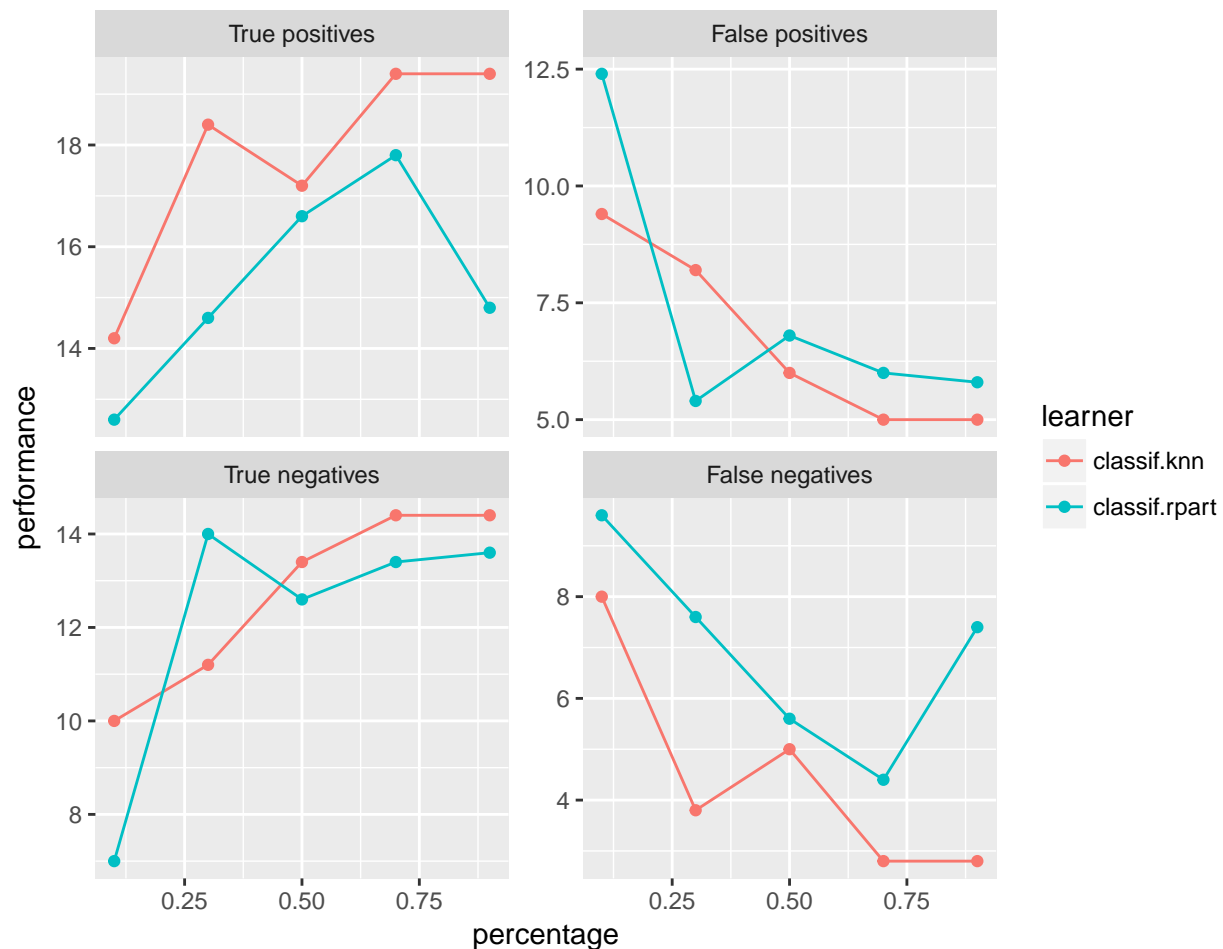 True positives
False positives
18
16
14
12.5
10.0
7.5
5.0
performance
True negatives
False negatives
14
12
10
8
8
6
4
0.25 0.50 0.75
0.25 0.50 0.75
percentage
learner
classif.knn
classif.rpart